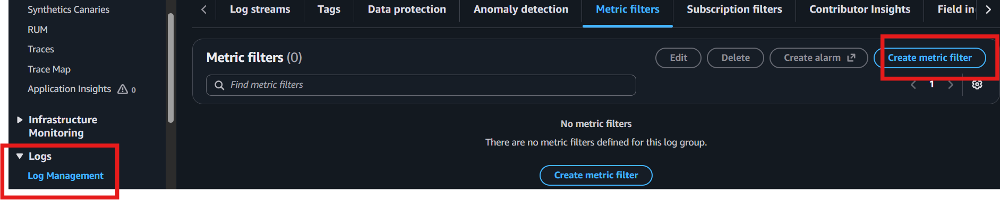 Synthetics Canaries
RUM
Traces
Trace Map
Application Insights 0
Infrastructure
Monitoring
Logs
Log Management
Log streams Tags Data protection Anomaly detection Metric filters Subscription filters Contributor Insights Field in
Metric filters (0)
Edit Delete Create alarm Create metric filter
Find metric filters
1
No metric filters
There are no metric filters defined for this log group.
Create metric filter